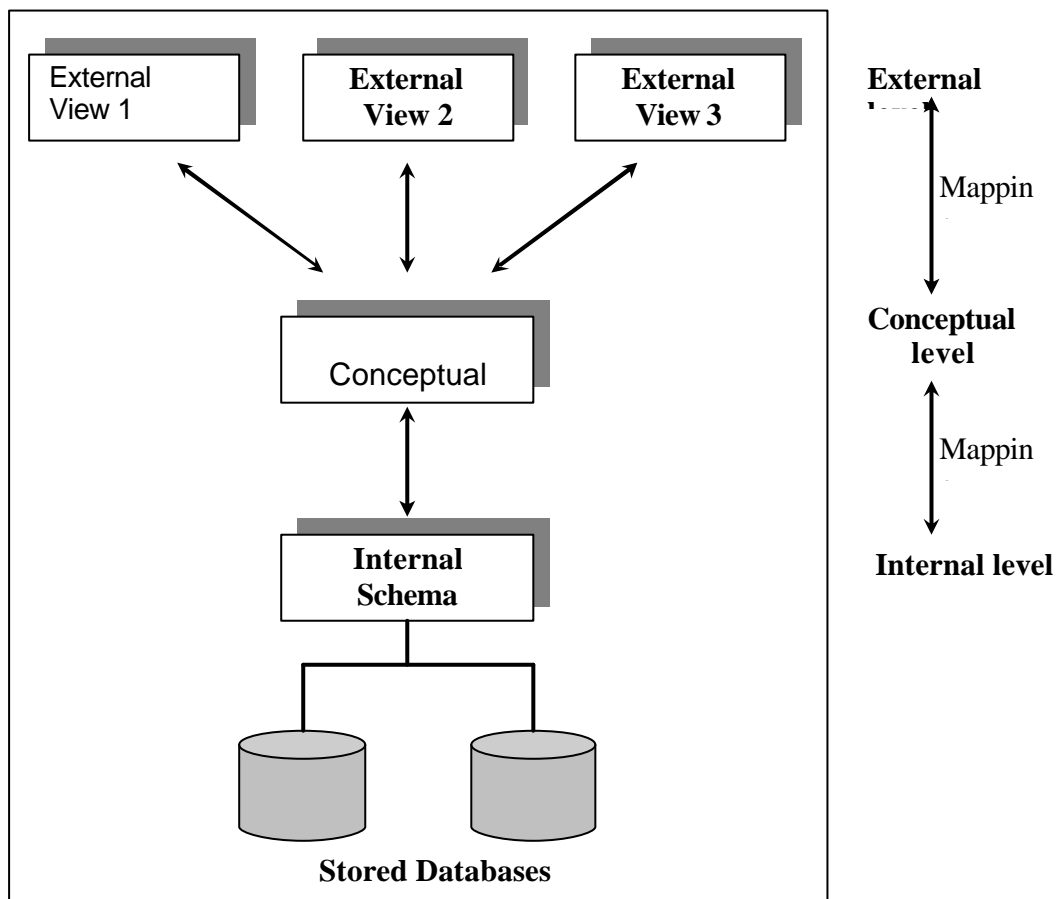 External
View 1
External
View 2
External
View 3
External
Mappin
Conceptual
level
Conceptual
Mappin
Internal
Schema
Internal level
Stored Databases